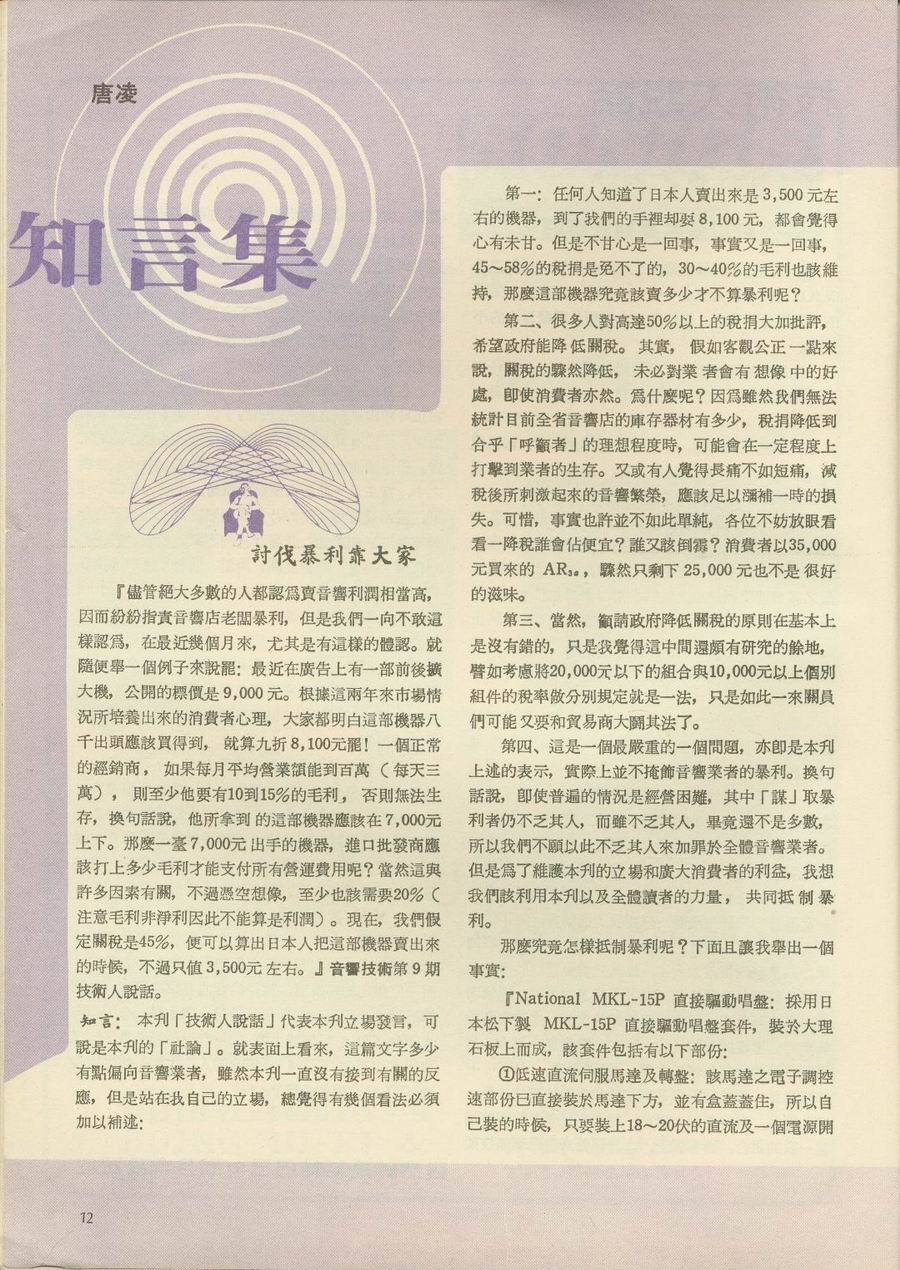 唐凌
知言集
討伐暴利靠大家
『儘管絕大多數的人都認爲賣音響利潤相當高，
因而紛紛指責音響店老闆暴利，但是我們一向不敢這
樣認爲，在最近幾個月來，尤其是有這樣的體認。就
隨便舉一個例子來說罷：最近在廣告上有一部前後擴
大機，公開的標價是9,000元。根據這兩年來市場情
況所培養出來的消費者心理，大家都明白這部機器八
千出頭應該買得到，就算九折8,100元罷！一個正常
的經銷商，如果每月平均營業額能到百萬（每天三
萬），則至少他要有10到15%的毛利，否則無法生
存，換句話說，他所拿到的這部機器應該在7,000元
上下。那麽一臺7,000元出手的機器，進口批發商應
該打上多少毛利才能支付所有營運費用呢？當然這與
許多因素有關，不過憑空想像，至少也該需要20%（
注意毛利非淨利因此不能算是利潤）。現在，我們假
定關稅是45%，便可以算出日本人把這部機器賣出來
的時候，不過只值3,500元左右。』音響技術第9期
技術人說話。
知言：本刋「技術人說話」代表本刋立場發言，可
說是本刋的「社論」。就表面上看來，這篇文字多少
有點偏向音響業者，雖然本刋一直沒有接到有關的反
應，但是站在我自己的立場，總覺得有幾個看法必須
加以補述：
第一：任何人知道了日本人賣出來是3,500元左
右的機器，到了我們的手裡却要8,100元，都會覺得
心有未甘。但是不甘心是一回事，事實又是一回事，
45～58%的稅捐是免不了的，30～40%的毛利也該維
持，那麽這部機器究竟該賣多少才不算暴利呢？
第二、很多人對高達50%以上的稅捐大加批評，
希望政府能降低關稅。其實，假如客觀公正一點來
說，關稅的驟然降低，未必對業者會有想像中的好
處，卽使消費者亦然。爲什麽呢？因爲雖然我們無法
統計目前全省音響店的庫存器材有多少，稅捐降低到
合乎「呼籲者」的理想程度時，可能會在一定程度上
打擊到業者的生存。又或有人覺得長痛不如短痛，減
稅後所刺激起來的音響繁榮，應該足以彌補一時的損
失。可惜，事實也許並不如此單純，各位不妨放眼看
看一降稅誰會佔便宜？誰又該倒霉？消費者以35,000
元買來的 AR₃ₐ，驟然只剩下25,000元也不是很好
的滋味。
第三、當然，籲請政府降低關稅的原則在基本上
是沒有錯的，只是我覺得這中間還頗有研究的餘地，
譬如考慮將20,000元以下的組合與10,000元以上個別
組件的稅率做分別規定就是一法，只是如此一來關員
們可能又要和貿易商大鬪其法了。
第四、這是一個最嚴重的一個問題，亦卽是本刋
上述的表示，實際上並不掩飾音響業者的暴利。換句
話說，卽使普遍的情況是經營困難，其中「謀」取暴
利者仍不乏其人，而雖不乏其人，畢竟還不是多數，
所以我們不願以此不乏其人來加罪於全體音響業者。
但是爲了維護本刋的立場和廣大消費者的利益，我想
我們該利用本刋以及全體讀者的力量，共同抵制暴
利。
那麽究竟怎樣抵制暴利呢？下面且讓我舉出一個
事實：
『National MKL-15P 直接驅動唱盤：採用日
本松下製 MKL-15P 直接驅動唱盤套件，裝於大理
石板上而成，該套件包括有以下部份：
①低速直流伺服馬達及轉盤：該馬達之電子調控
速部份已直接裝於馬達下方，並有盒蓋蓋住，所以自
己裝的時候，只要裝上18～20伏的直流及一個電源開
12